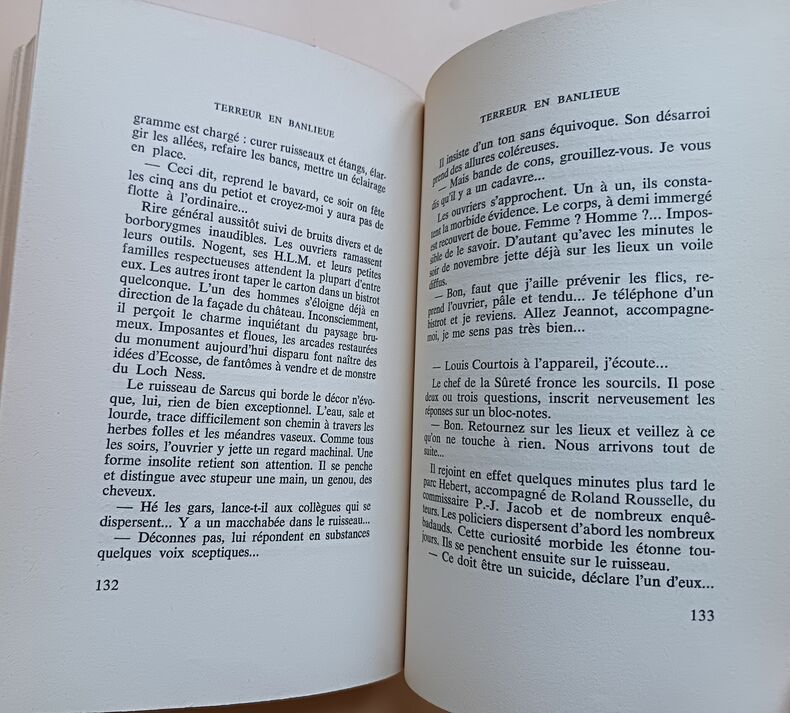 TERREUR EN BANLIEUE
gramme est chargé : curer ruisseaux et étangs, élar-
gir les allées, refaire les bancs, mettre un éclairage
en place.
— Ceci dit, reprend le bavard, ce soir on fête
les cinq ans du petiot et croyez-moi y aura pas de
flotte à l'ordinaire...
Rire général aussitôt suivi de bruits divers et de
borborygmes inaudibles. Les ouvriers ramassent
leurs outils. Nogent, ses H.L.M. et leurs petites
familles respectueuses attendent la plupart d'entre
eux. Les autres iront taper le carton dans un bistrot
quelconque. L'un des hommes s'éloigne déjà en
direction de la façade du château. Inconsciemment,
il perçoit le charme inquiétant du paysage bru-
meux. Imposantes et floues, les arcades restaurées
du monument aujourd'hui disparu font naître des
idées d'Ecosse, de fantômes à vendre et de monstre
du Loch Ness.
Le ruisseau de Sarcus qui borde le décor n'évo-
que, lui, rien de bien exceptionnel. L'eau, sale et
lourde, trace difficilement son chemin à travers les
herbes folles et les méandres vaseux. Comme tous
les soirs, l'ouvrier y jette un regard machinal. Une
forme insolite retient son attention. Il se penche
et distingue avec stupeur une main, un genou, des
cheveux.
— Hé les gars, lance-t-il aux collègues qui se
dispersent... Y a un macchabée dans le ruisseau...
— Déconnes pas, lui répondent en substances
quelques voix sceptiques...
132
TERREUR EN BANLIEUE
Il insiste d'un ton sans équivoque. Son désarroi
prend des allures coléreuses.
— Mais bande de cons, grouillez-vous. Je vous
dis qu'il y a un cadavre...
Les ouvriers s'approchent. Un à un, ils consta-
tent la morbide évidence. Le corps, à demi immergé
est recouvert de boue. Femme ? Homme ?... Impos-
sible de le savoir. D'autant qu'avec les minutes le
soir de novembre jette déjà sur les lieux un voile
diffus.
— Bon, faut que j'aille prévenir les flics, re-
prend l'ouvrier, pâle et tendu... Je téléphone d'un
bistrot et je reviens. Allez Jeannot, accompagne-
moi, je me sens pas très bien...
— Louis Courtois à l'appareil, j'écoute...
Le chef de la Sûreté fronce les sourcils. Il pose
deux ou trois questions, inscrit nerveusement les
réponses sur un bloc-notes.
— Bon. Retournez sur les lieux et veillez à ce
qu'on ne touche à rien. Nous arrivons tout de
suite...
Il rejoint en effet quelques minutes plus tard le
parc Hebert, accompagné de Roland Rousselle, du
commissaire P.-J. Jacob et de nombreux enquê-
teurs. Les policiers dispersent d'abord les nombreux
badauds. Cette curiosité morbide les étonne tou-
jours. Ils se penchent ensuite sur le ruisseau.
— Ce doit être un suicide, déclare l'un d'eux...
133